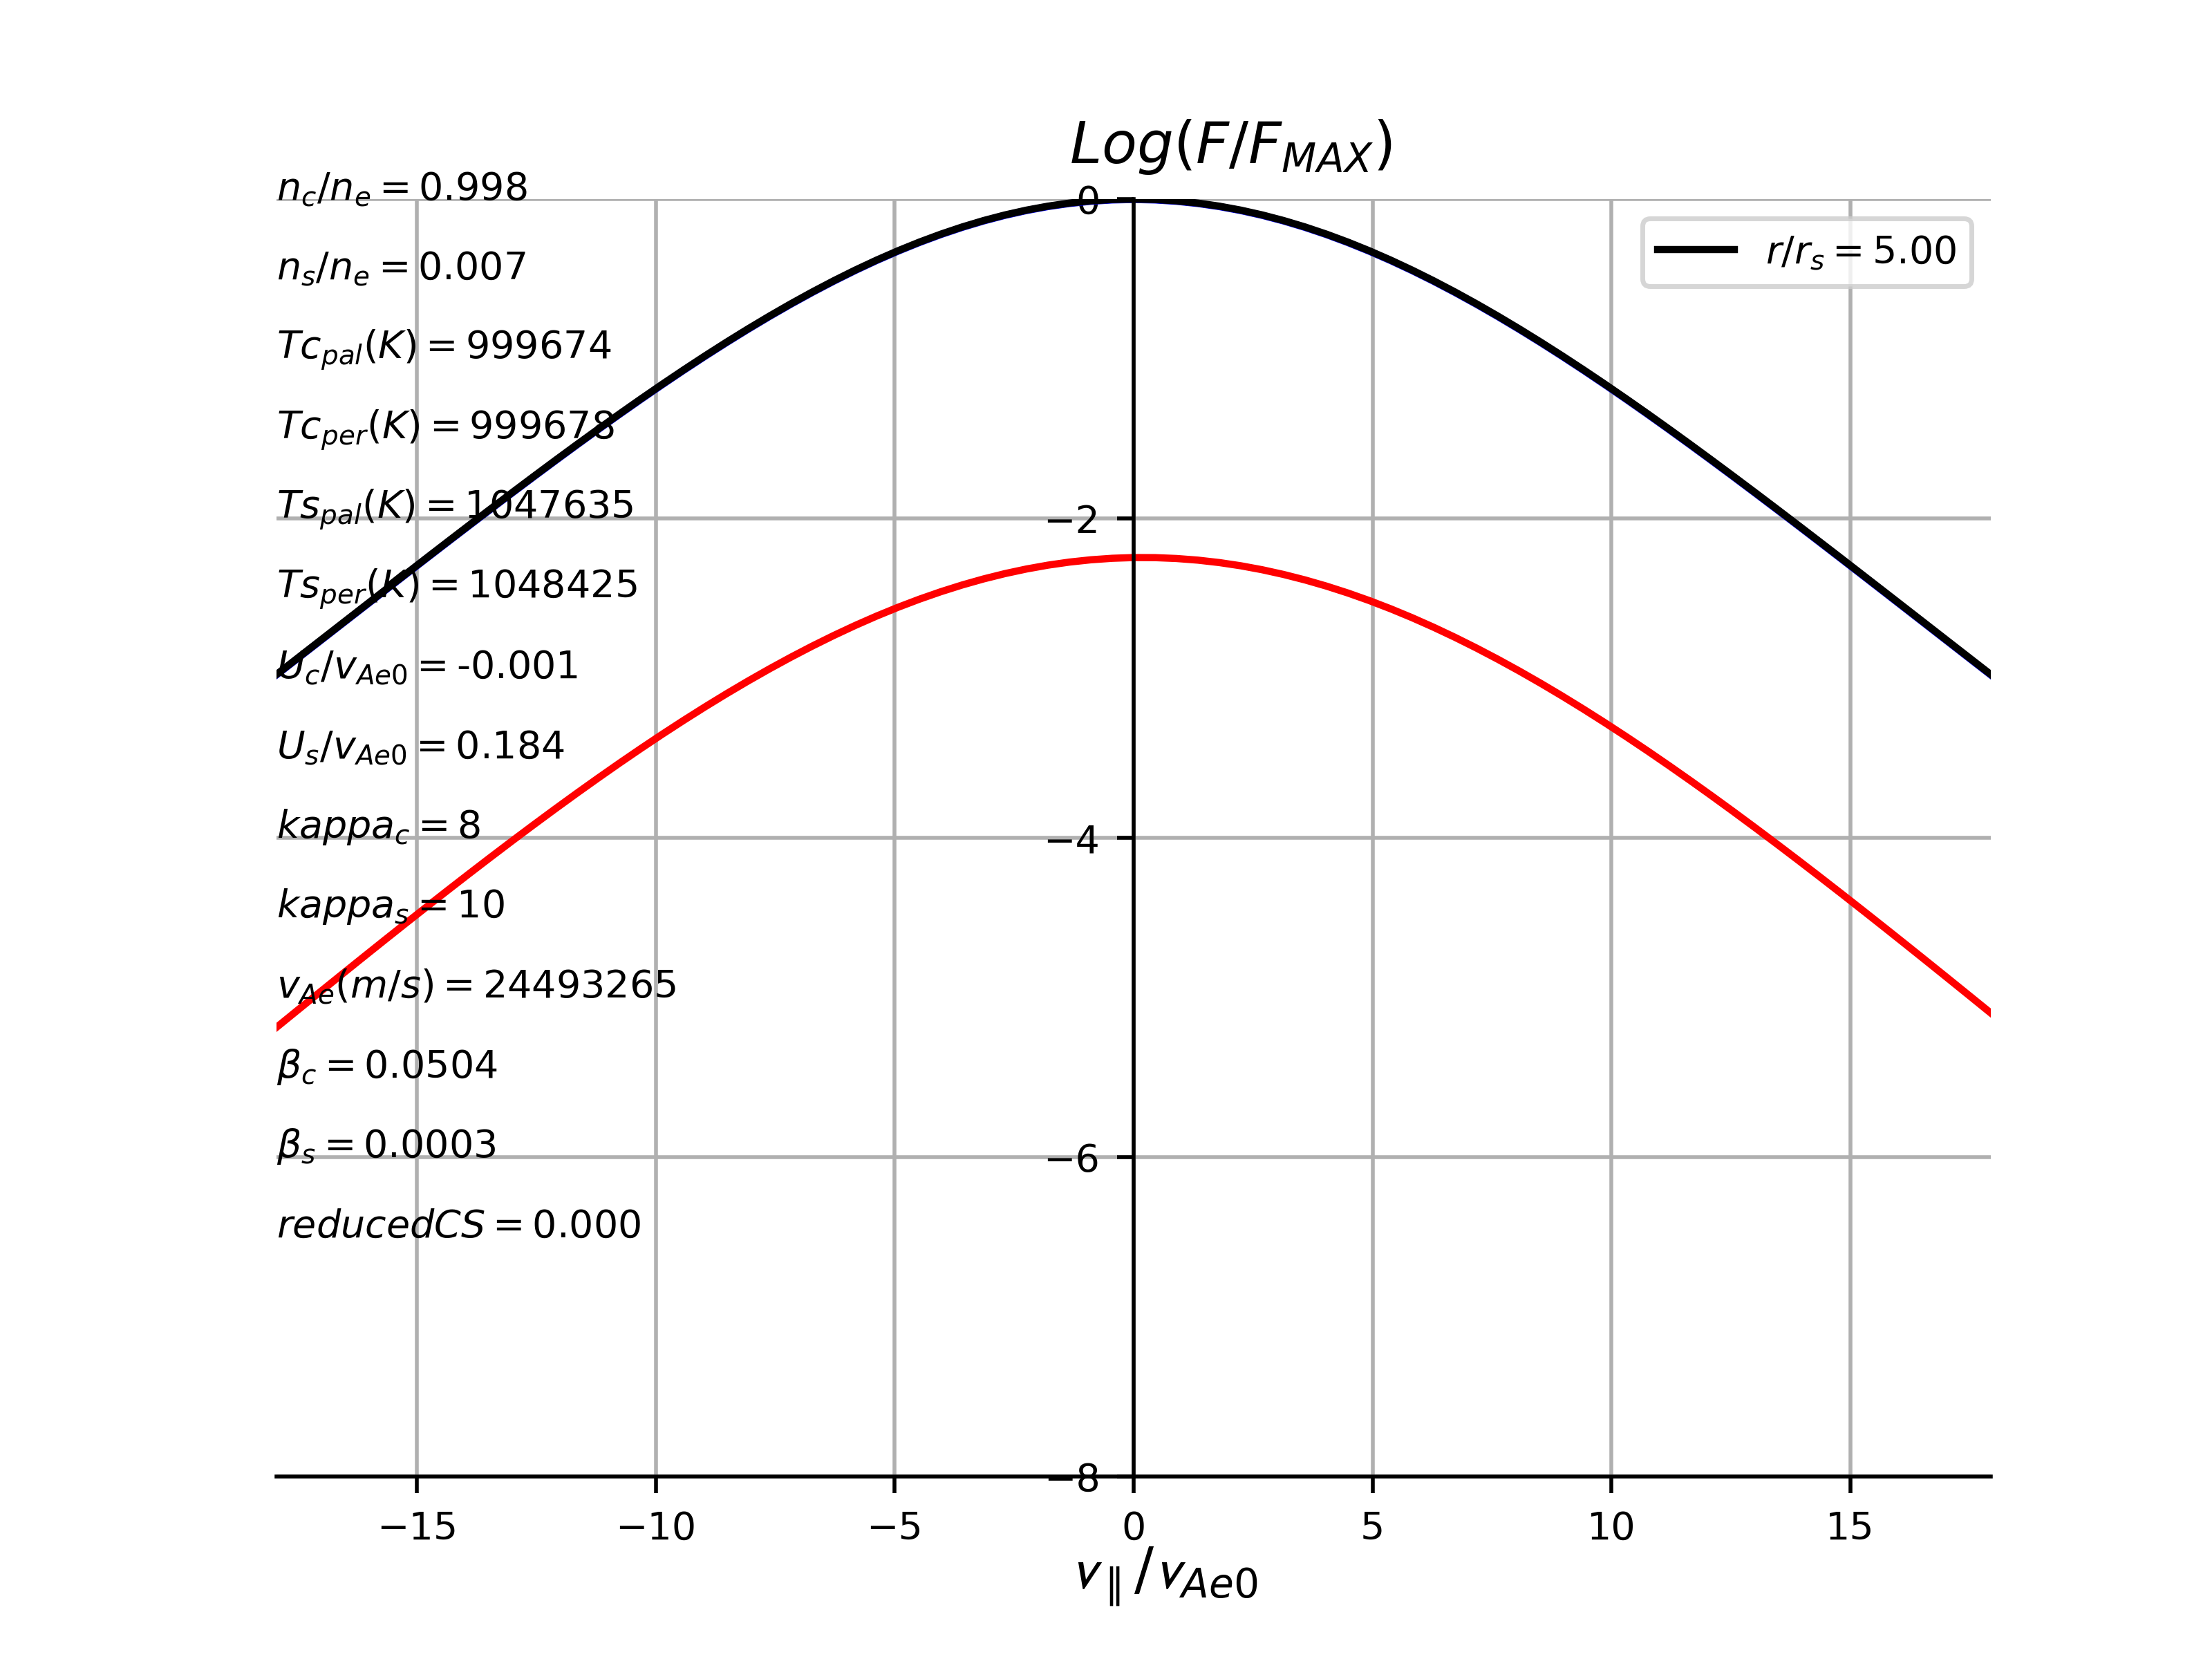 Log(F/F_MAX)
n_c/n_e = 0.998
n_s/n_e = 0.007
Tc_pal(K) = 999674
Tc_per(K) = 999678
Ts_pal(K) = 1047635
Ts_per(K) = 1048425
U_c/v_Ae0 = -0.001
U_s/v_Ae0 = 0.184
kappa_c = 8
kappa_s = 10
v_Ae(m/s) = 24493265
β_c = 0.0504
β_s = 0.0003
reducedCS = 0.000
r/r_s = 5.00
0
−2
−4
−6
−8
−15 −10 −5 0 5 10 15
v_∥/v_Ae0